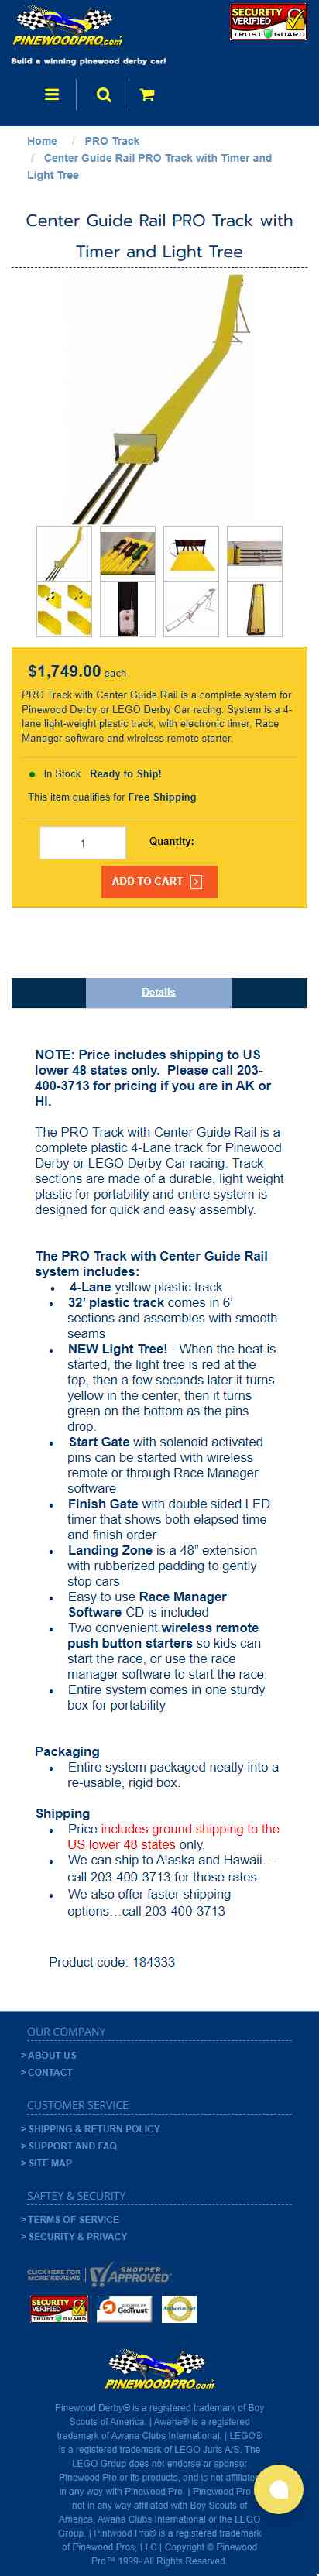 PINEWOODPRO.com
SECURITY
VERIFIED
TRUST GUARD
Build a winning pinewood derby car!
Home / PRO Track
/ Center Guide Rail PRO Track with Timer and
Light Tree
Center Guide Rail PRO Track with
Timer and Light Tree
$1,749.00 each
PRO Track with Center Guide Rail is a complete system for
Pinewood Derby or LEGO Derby Car racing. System is a 4-
lane light-weight plastic track, with electronic timer, Race
Manager software and wireless remote starter.
In Stock Ready to Ship!
This item qualifies for Free Shipping
1
Quantity:
ADD TO CART
Details
NOTE: Price includes shipping to US
lower 48 states only. Please call 203-
400-3713 for pricing if you are in AK or
HI.
The PRO Track with Center Guide Rail is a
complete plastic 4-Lane track for Pinewood
Derby or LEGO Derby Car racing. Track
sections are made of a durable, light weight
plastic for portability and entire system is
designed for quick and easy assembly.
The PRO Track with Center Guide Rail
system includes:
• 4-Lane yellow plastic track
• 32' plastic track comes in 6'
sections and assembles with smooth
seams
• NEW Light Tree! - When the heat is
started, the light tree is red at the
top, then a few seconds later it turns
yellow in the center, then it turns
green on the bottom as the pins
drop.
• Start Gate with solenoid activated
pins can be started with wireless
remote or through Race Manager
software
• Finish Gate with double sided LED
timer that shows both elapsed time
and finish order
• Landing Zone is a 48" extension
with rubberized padding to gently
stop cars
• Easy to use Race Manager
Software CD is included
• Two convenient wireless remote
push button starters so kids can
start the race, or use the race
manager software to start the race.
• Entire system comes in one sturdy
box for portability
Packaging
• Entire system packaged neatly into a
re-usable, rigid box.
Shipping
• Price includes ground shipping to the
US lower 48 states only.
• We can ship to Alaska and Hawaii…
call 203-400-3713 for those rates.
• We also offer faster shipping
options…call 203-400-3713
Product code: 184333
OUR COMPANY
> ABOUT US
> CONTACT
CUSTOMER SERVICE
> SHIPPING & RETURN POLICY
> SUPPORT AND FAQ
> SITE MAP
SAFTEY & SECURITY
> TERMS OF SERVICE
> SECURITY & PRIVACY
CLICK HERE FOR
MORE REVIEWS
SHOPPER
APPROVED
SECURITY
VERIFIED
TRUST GUARD
GeoTrust
Authorize.Net
PINEWOODPRO.com
Pinewood Derby® is a registered trademark of Boy
Scouts of America. | Awana® is a registered
trademark of Awana Clubs International. | LEGO®
is a registered trademark of LEGO Juris A/S. The
LEGO Group does not endorse or sponsor
Pinewood Pro or its products, and is not affiliated
in any way with Pinewood Pro. | Pinewood Pro
not in any way affiliated with Boy Scouts of
America, Awana Clubs International or the LEGO
Group. | Pintwood Pro® is a registered trademark
of Pinewood Pros, LLC | Copyright © Pinewood
Pro™ 1999- All Rights Reserved.